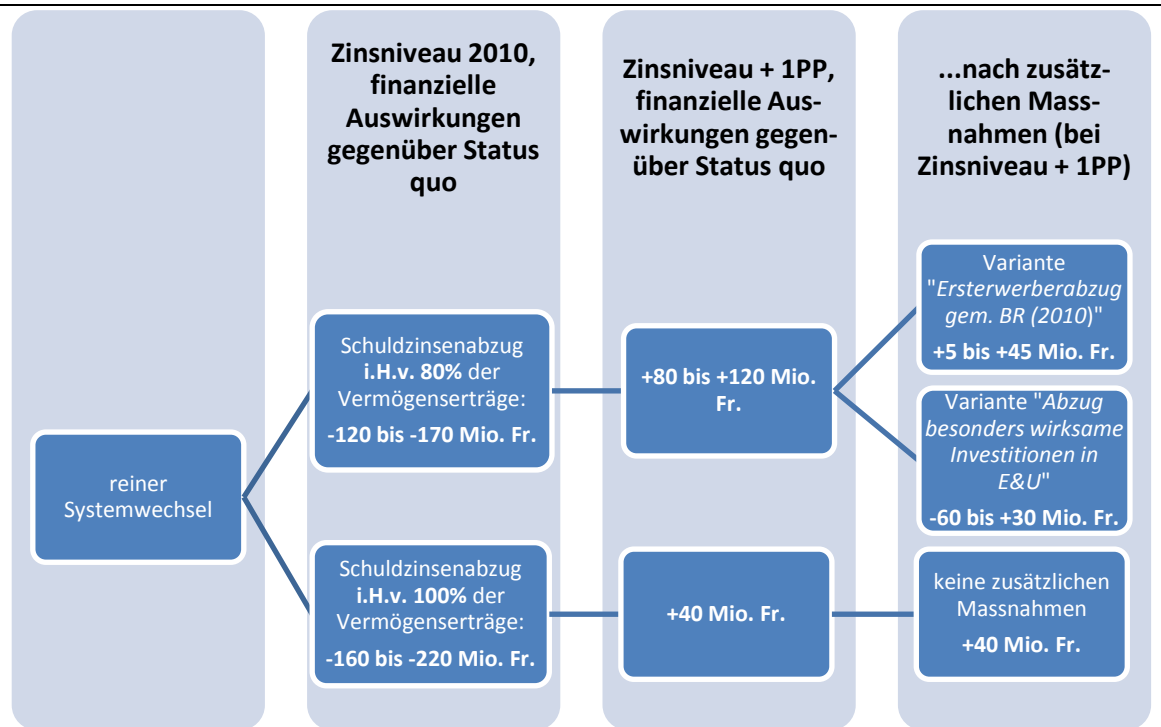 Zinsniveau 2010,
finanzielle
Auswirkungen
gegenüber Status
quo
Zinsniveau + 1PP,
finanzielle Aus-
wirkungen gegen-
über Status quo
...nach zusätz-
lichen Mass-
nahmen (bei
Zinsniveau + 1PP)
reiner
Systemwechsel
Schuldzinsenabzug
i.H.v. 80% der
Vermögenserträge:
-120 bis -170 Mio. Fr.
+80 bis +120 Mio.
Fr.
Variante
"Ersterwerberabzug
gem. BR (2010)"
+5 bis +45 Mio. Fr.
Variante "Abzug
besonders wirksame
Investitionen in
E&U"
-60 bis +30 Mio. Fr.
Schuldzinsenabzug
i.H.v. 100% der
Vermögenserträge:
-160 bis -220 Mio. Fr.
+40 Mio. Fr.
keine zusätzlichen
Massnahmen
+40 Mio. Fr.